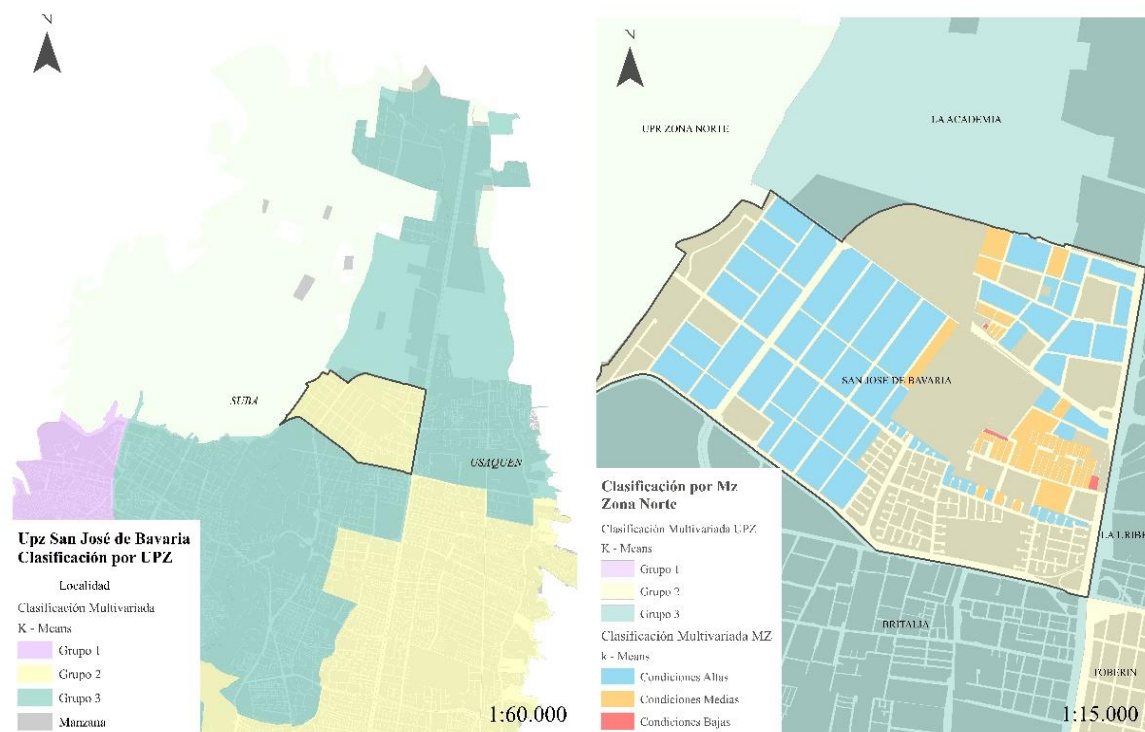 N
SUBA
USAQUEN
Upz San José de Bavaria
Clasificación por UPZ
Localidad
Clasificación Multivariada
K - Means
Grupo 1
Grupo 2
Grupo 3
Manzana
1:60.000
N
UPR ZONA NORTE
LA ACADEMIA
SAN JOSE DE BAVARIA
LA URIBE
BRITALIA
TOBERIN
Clasificación por Mz
Zona Norte
Clasificación Multivariada UPZ
K - Means
Grupo 1
Grupo 2
Grupo 3
Clasificación Multivariada MZ
k - Means
Condiciones Altas
Condiciones Medias
Condiciones Bajas
1:15.000